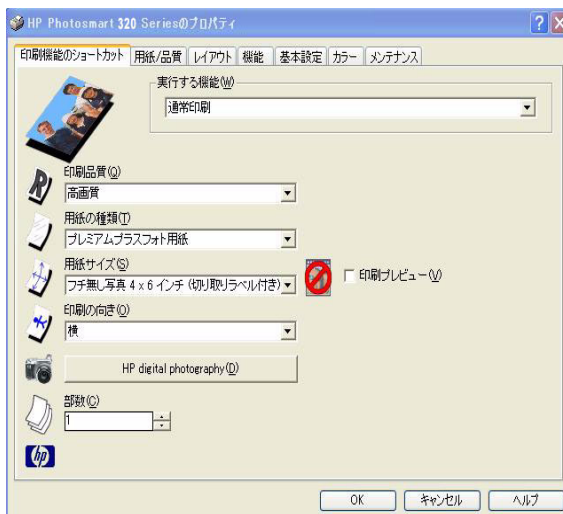 HP Photosmart 320 Seriesのプロパティ
印刷機能のショートカット 用紙/品質 レイアウト 機能 基本設定 カラー メンテナンス
実行する機能(W)
通常印刷
印刷品質(Q)
高画質
用紙の種類(T)
プレミアムプラスフォト用紙
用紙サイズ(S)
フチ無し写真 4 x 6 インチ (切り取りラベル付き)
印刷プレビュー(V)
印刷の向き(O)
横
HP digital photography(D)
部数(C)
1
hp
OK キャンセル ヘルプ